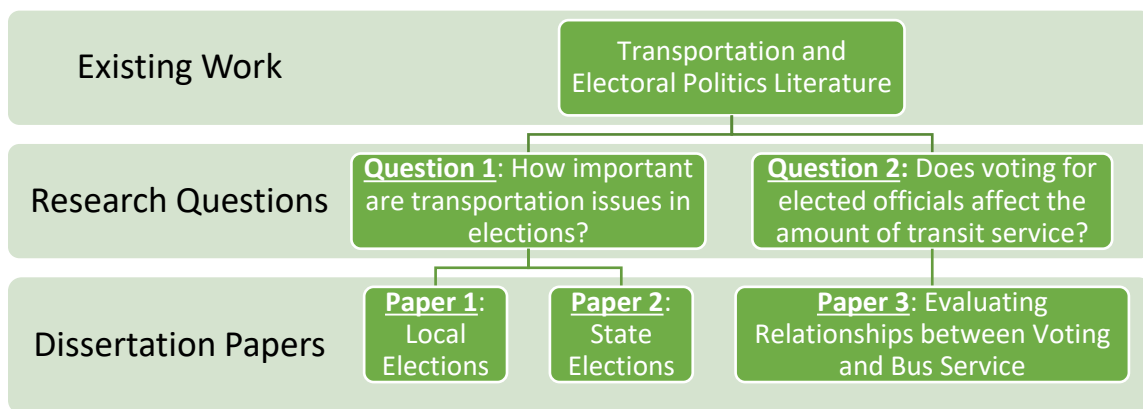 Existing Work
Transportation and
Electoral Politics Literature
Research Questions
Question 1: How important
are transportation issues in
elections?
Question 2: Does voting for
elected officials affect the
amount of transit service?
Dissertation Papers
Paper 1:
Local
Elections
Paper 2:
State
Elections
Paper 3: Evaluating
Relationships between Voting
and Bus Service